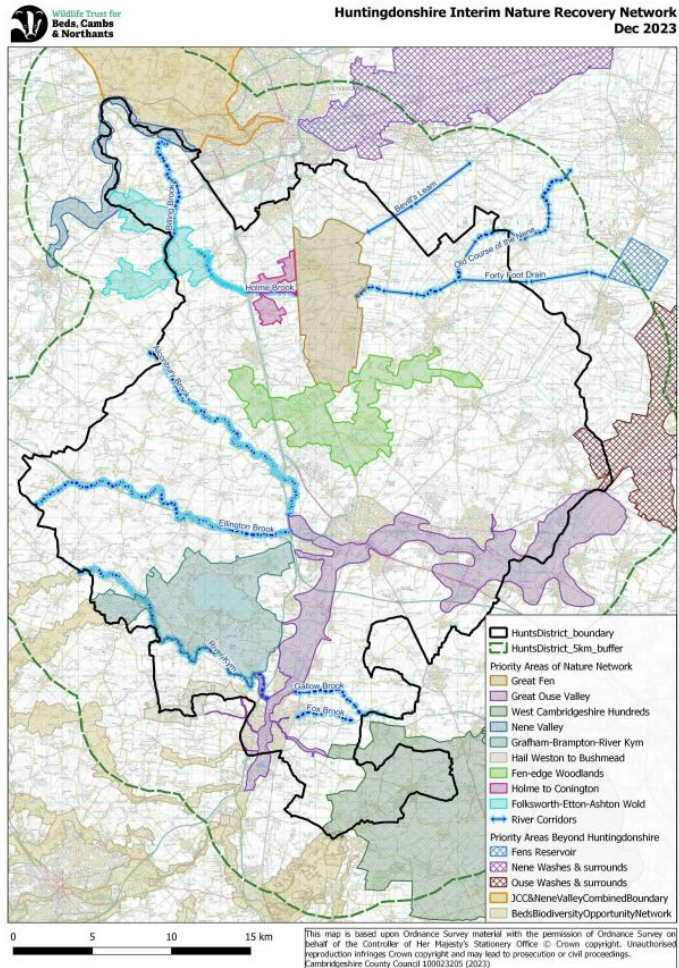 Wildlife Trust for
Beds, Cambs
& Northants
Huntingdonshire Interim Nature Recovery Network
Dec 2023
Bevill's Leam
Billing Brook
Old Course of the Nene
Forty Foot Drain
Holme Brook
Alconbury Brook
Ellington Brook
River Kym
Gallow Brook
Fox Brook
HuntsDistrict_boundary
HuntsDistrict_5km_buffer
Priority Areas of Nature Network
Great Fen
Great Ouse Valley
West Cambridgeshire Hundreds
Nene Valley
Grafham-Brampton-River Kym
Hail Weston to Bushmead
Fen-edge Woodlands
Holme to Conington
Folksworth-Etton-Ashton Wold
River Corridors
Priority Areas Beyond Huntingdonshire
Fens Reservoir
Nene Washes & surrounds
Ouse Washes & surrounds
JCC&NeneValleyCombinedBoundary
BedsBiodiversityOpportunityNetwork
0 5 10 15 km
This map is based upon Ordnance Survey material with the permission of Ordnance Survey on
behalf of the Controller of Her Majesty's Stationery Office © Crown copyright. Unauthorised
reproduction infringes Crown copyright and may lead to prosecution or civil proceedings.
Cambridgeshire County Council 100023205 (2023)